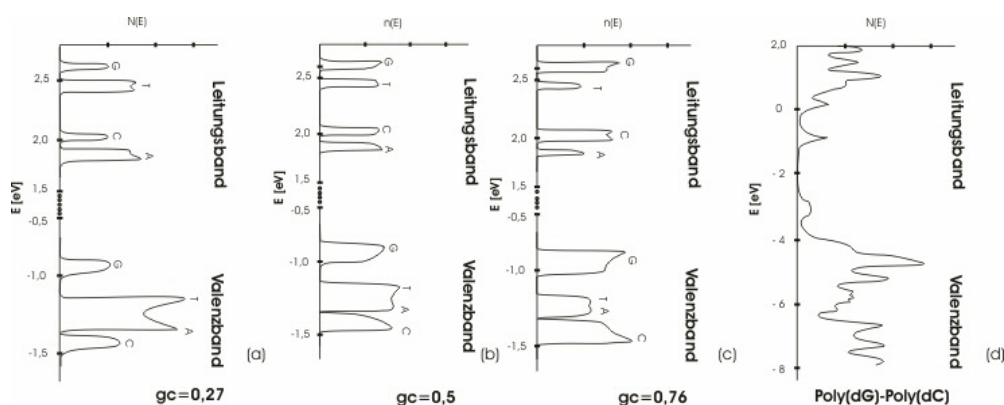 N(E)
G
2,5
T
2,0
C
A
1,5
E [eV]
-0,5
G
-1,0
T
A
C
-1,5
Leitungsband
Valenzband
(a)
gc=0,27
n(E)
G
2,5
T
2,0
C
A
1,5
E [eV]
-0,5
G
-1,0
T
A
C
-1,5
Leitungsband
Valenzband
(b)
gc=0,5
n(E)
G
2,5
T
2,0
C
A
1,5
E [eV]
-0,5
G
-1,0
T
A
C
-1,5
Leitungsband
Valenzband
(c)
gc=0,76
N(E)
2,0
0
- 2
E [eV]
- 4
- 6
- 8
Leitungsband
Valenzband
(d)
Poly(dG)-Poly(dC)